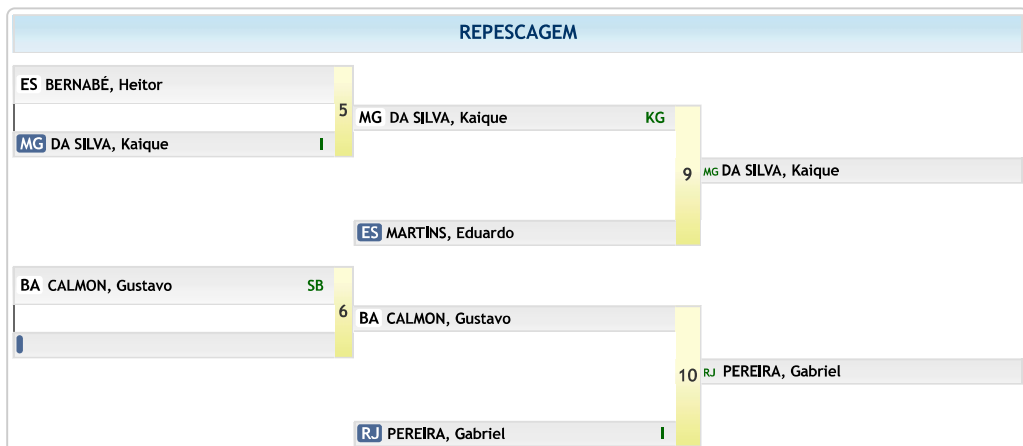 REPESCAGEM
ES BERNABÉ, Heitor
5
MG DA SILVA, Kaique KG
MG DA SILVA, Kaique I
9
MG DA SILVA, Kaique
ES MARTINS, Eduardo
BA CALMON, Gustavo SB
6
BA CALMON, Gustavo
10
RJ PEREIRA, Gabriel
RJ PEREIRA, Gabriel I